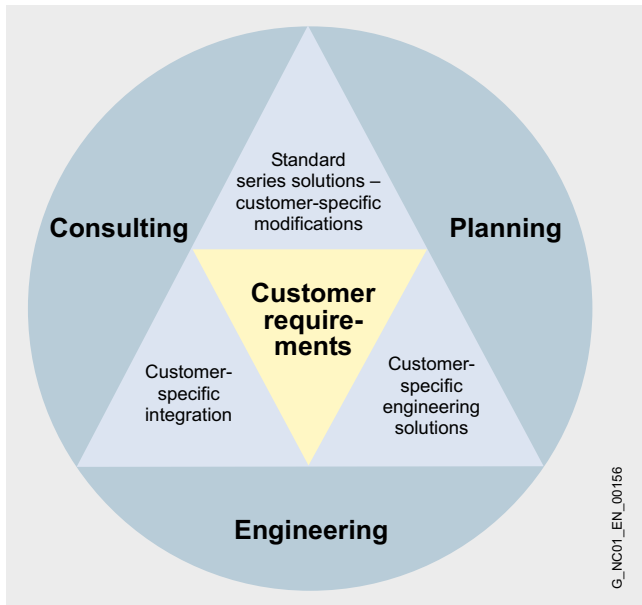 Standard
series solutions –
customer-specific
modifications
Consulting
Planning
Customer
require-
ments
Customer-
specific
integration
Customer-
specific
engineering
solutions
Engineering
G_NC01_EN_00156